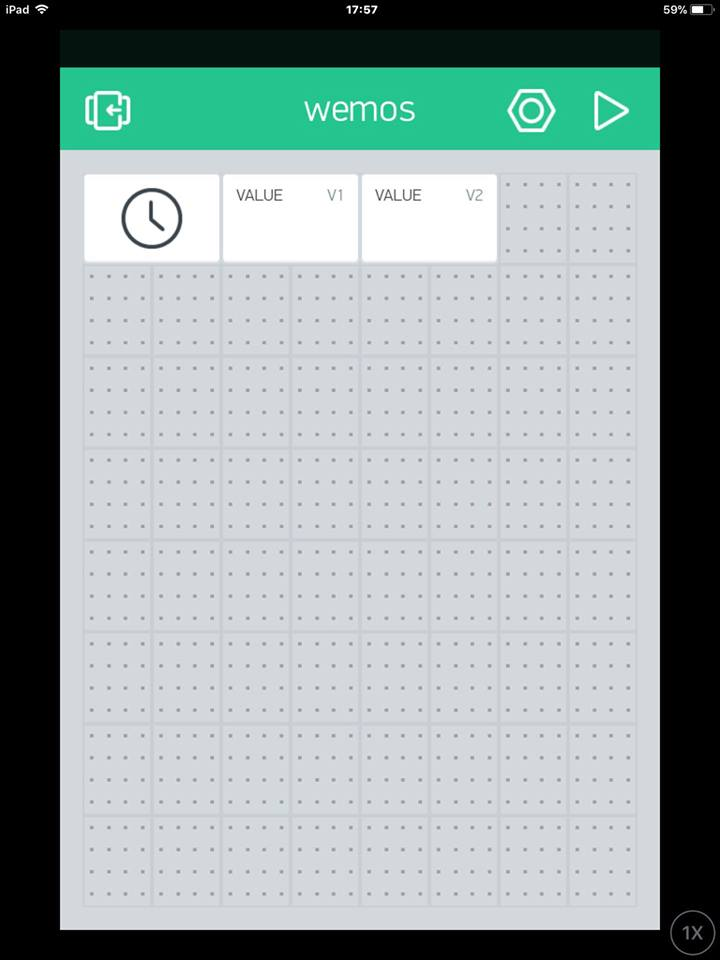 iPad 17:57 59%
wemos
VALUE V1 VALUE V2
1X